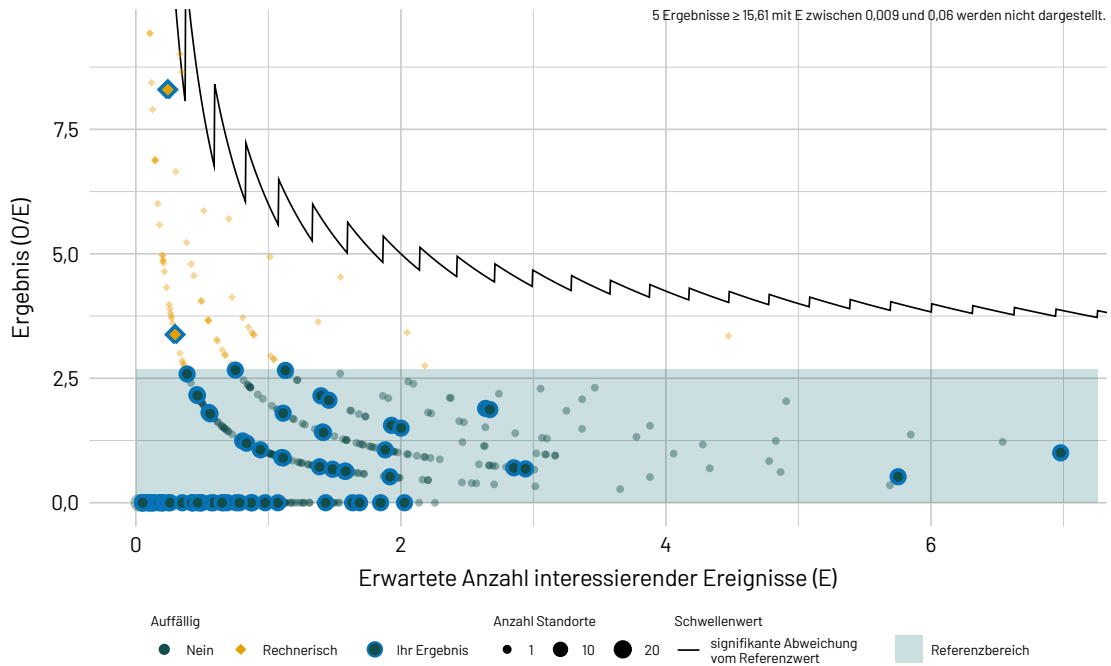 5 Ergebnisse ≥ 15,61 mit E zwischen 0,009 und 0,06 werden nicht dargestellt.
Ergebnis (O/E)
7,5
5,0
2,5
0,0
0
2
4
6
Erwartete Anzahl interessierender Ereignisse (E)
Auffällig
Nein
Rechnerisch
Ihr Ergebnis
Anzahl Standorte
1
10
20
Schwellenwert
signifikante Abweichung
vom Referenzwert
Referenzbereich